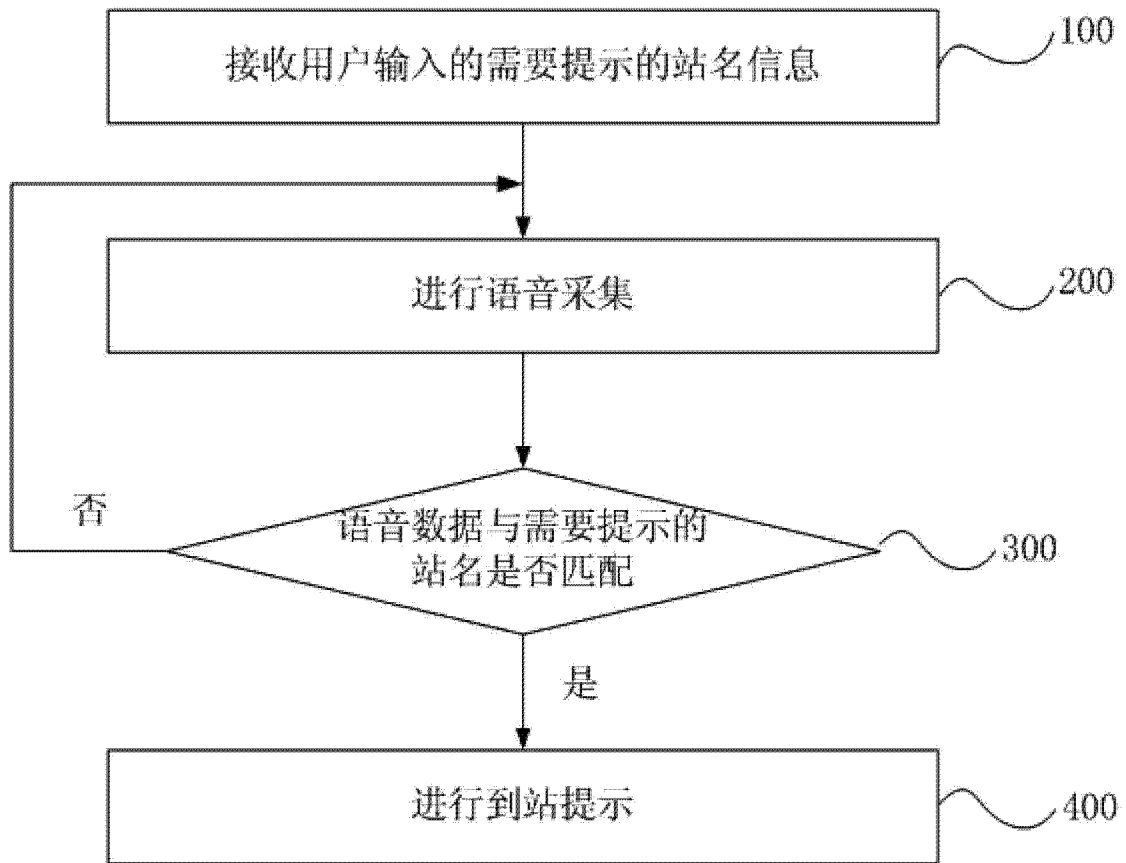 接收用户输入的需要提示的站名信息
100
进行语音采集
200
否
语音数据与需要提示的
站名是否匹配
300
是
进行到站提示
400